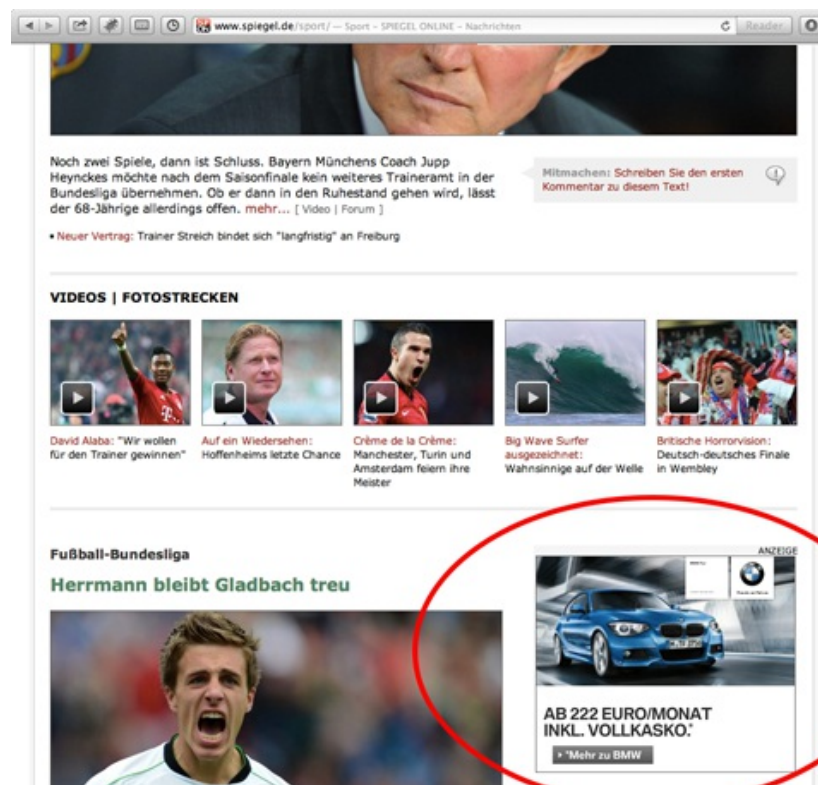 www.spiegel.de/sport/ — Sport – SPIEGEL ONLINE – Nachrichten
Reader
Noch zwei Spiele, dann ist Schluss. Bayern Münchens Coach Jupp
Heynckes möchte nach dem Saisonfinale kein weiteres Traineramt in der
Bundesliga übernehmen. Ob er dann in den Ruhestand gehen wird, lässt
der 68-Jährige allerdings offen. mehr... [ Video | Forum ]
Mitmachen: Schreiben Sie den ersten
Kommentar zu diesem Text!
• Neuer Vertrag: Trainer Streich bindet sich "langfristig" an Freiburg
VIDEOS | FOTOSTRECKEN
David Alaba: "Wir wollen
für den Trainer gewinnen"
Auf ein Wiedersehen:
Hoffenheims letzte Chance
Crème de la Crème:
Manchester, Turin und
Amsterdam feiern ihre
Meister
Big Wave Surfer
ausgezeichnet:
Wahnsinnige auf der Welle
Britische Horrorvision:
Deutsch-deutsches Finale
in Wembley
Fußball-Bundesliga
Herrmann bleibt Gladbach treu
ANZEIGE
AB 222 EURO/MONAT
INKL. VOLLKASKO.*
*Mehr zu BMW